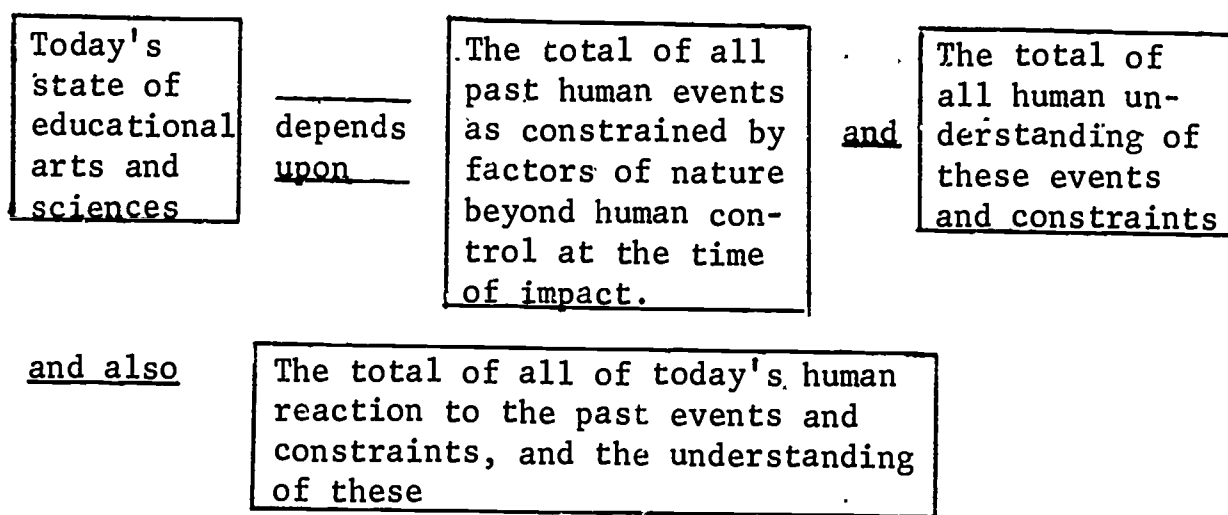 Today's
state of
educational
arts and
sciences
depends
upon
The total of all
past human events
as constrained by
factors of nature
beyond human con-
trol at the time
of impact.
and
The total of
all human un-
derstanding of
these events
and constraints
and also
The total of all of today's human
reaction to the past events and
constraints, and the understanding
of these